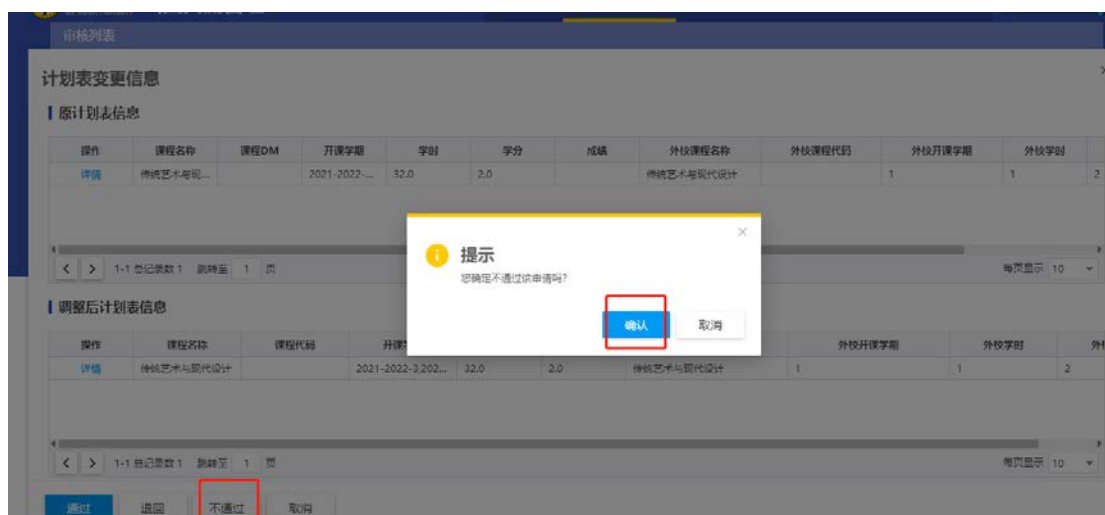 审核列表
计划表变更信息
原计划表信息
操作 课程名称 课程DM 开课学期 学时 学分 成绩 外校课程名称 外校课程代码 外校开课学期 外校学时
详情 传统艺术与现... 2021-2022-... 32.0 2.0 传统艺术与现代设计 1 1 2
1-1 总记录数 1 跳转至 1 页 每页显示 10
提示
您确定不通过该申请吗?
确认 取消
调整后计划表信息
操作 课程名称 课程代码 外校开课学期 外校学时
详情 传统艺术与现代设计 2021-2022-3,202... 32.0 2.0 传统艺术与现代设计 1 1 2
1-1 总记录数 1 跳转至 1 页 每页显示 10
通过 退回 不通过 取消